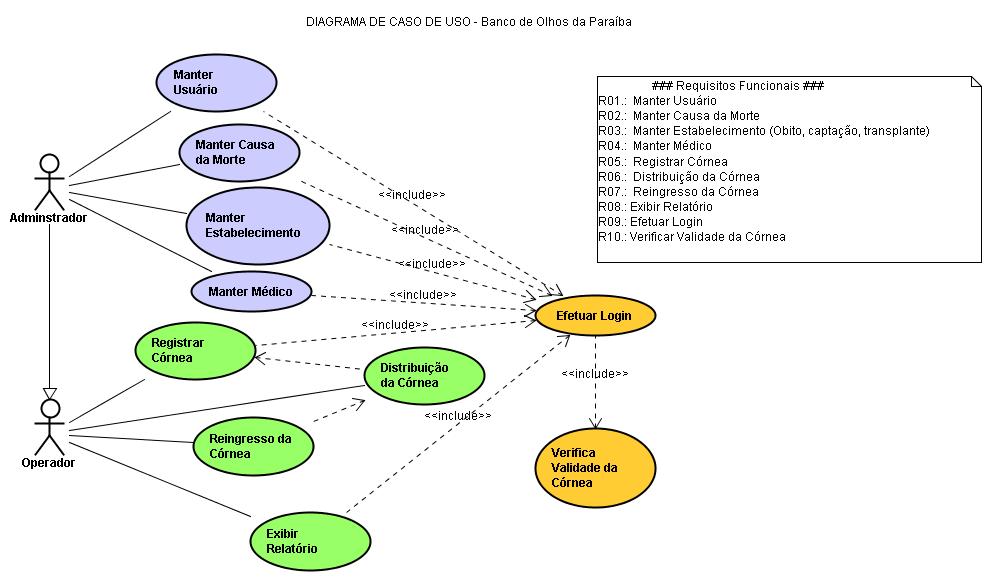 DIAGRAMA DE CASO DE USO - Banco de Olhos da Paraíba
### Requisitos Funcionais ###
R01.: Manter Usuário
R02.: Manter Causa da Morte
R03.: Manter Estabelecimento (Obito, captação, transplante)
R04.: Manter Médico
R05.: Registrar Córnea
R06.: Distribuição da Córnea
R07.: Reingresso da Córnea
R08.: Exibir Relatório
R09.: Efetuar Login
R10.: Verificar Validade da Córnea
Manter
Usuário
Manter Causa
da Morte
Adminstrador
Manter
Estabelecimento
Manter Médico
<<include>>
<<include>>
<<include>>
<<include>>
<<include>>
Efetuar Login
Registrar
Córnea
Distribuição
da Córnea
<<include>>
<<include>>
Operador
Reingresso da
Córnea
Verifica
Validade da
Córnea
Exibir
Relatório